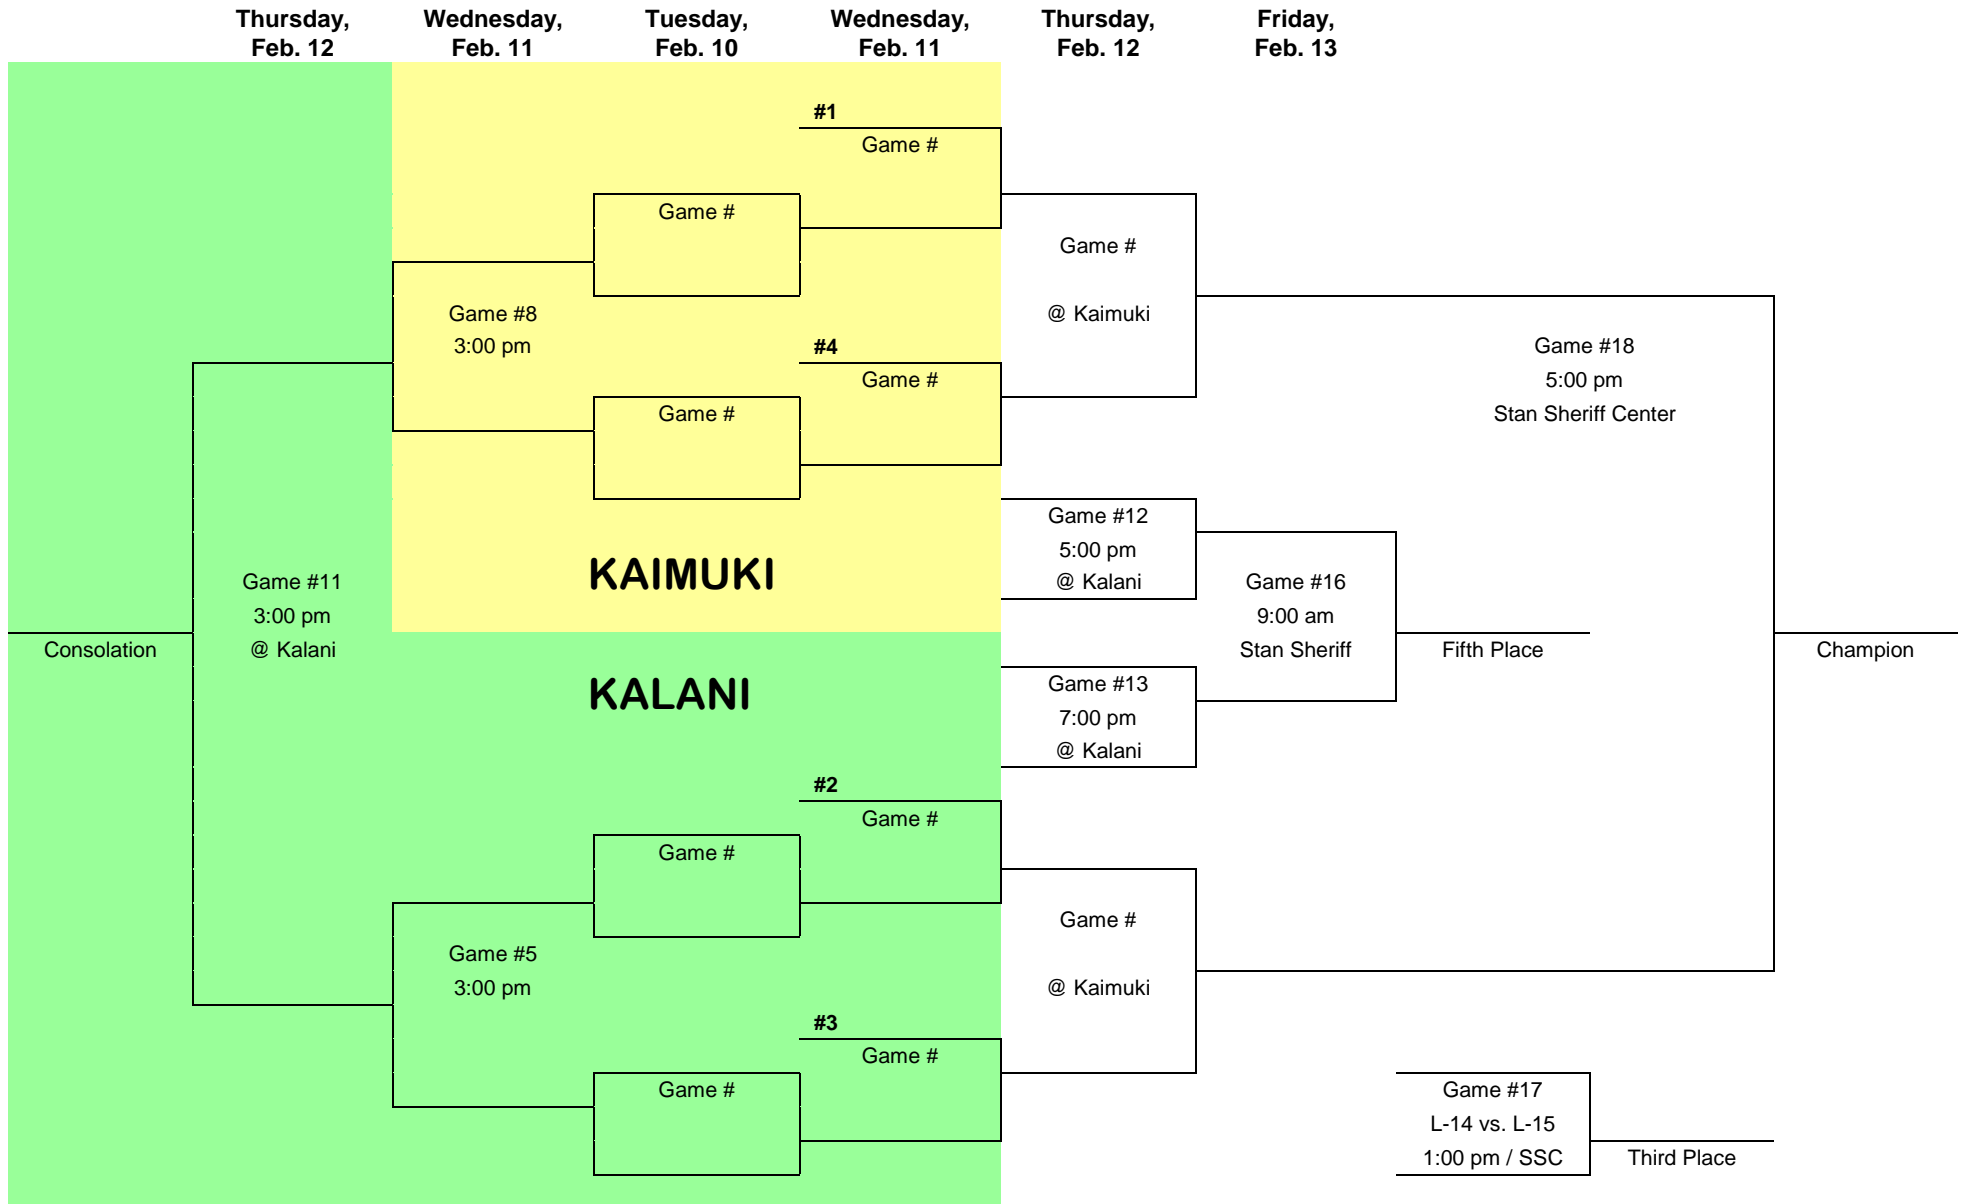 Thursday, Wednesday, Tuesday, Wednesday, Thursday, Friday,
Feb. 12 Feb. 11 Feb. 10 Feb. 11 Feb. 12 Feb. 13
#1
Game #
Game #
Game #
Game #8 @ Kaimuki
3:00 pm #4 Game #18
Game # 5:00 pm
Game # Stan Sheriff Center
Game #12
5:00 pm
Game #11 KAIMUKI @ Kalani Game #16
3:00 pm 9:00 am
Consolation @ Kalani Stan Sheriff Fifth Place Champion
KALANI Game #13
7:00 pm
@ Kalani
#2
Game #
Game #
Game #
Game #5
3:00 pm @ Kaimuki
#3
Game #
Game # Game #17
L-14 vs. L-15
1:00 pm / SSC Third Place